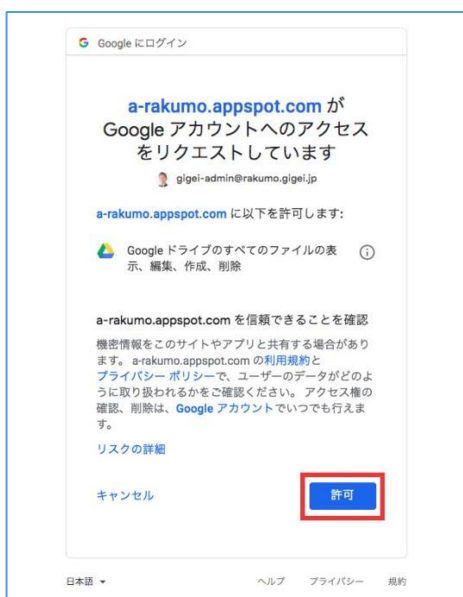 Google にログイン
a-rakumo.appspot.com が
Google アカウントへのアクセス
をリクエストしています
gigei-admin@rakumo.gigei.jp
a-rakumo.appspot.com に以下を許可します:
Google ドライブのすべてのファイルの表
示、編集、作成、削除
a-rakumo.appspot.com を信頼できることを確認
機密情報をこのサイトやアプリと共有する場合があり
ます。 a-rakumo.appspot.com の利用規約と
プライバシー ポリシーで、ユーザーのデータがどのよ
うに取り扱われるかをご確認ください。 アクセス権の
確認、削除は、Google アカウントでいつでも行えま
す。
リスクの詳細
キャンセル
許可
日本語
ヘルプ プライバシー 規約